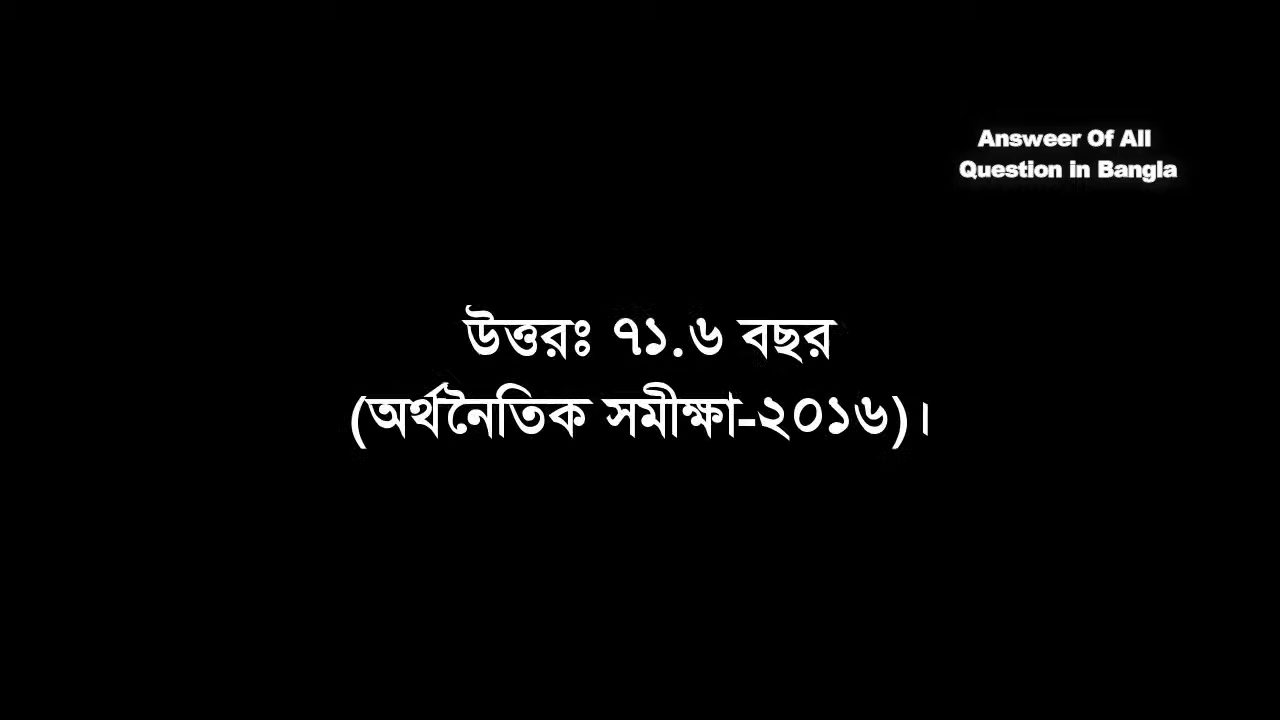 Answeer Of All
Question in Bangla
উত্তরঃ ৭১.৬ বছর
(অর্থনৈতিক সমীক্ষা-২০১৬)।